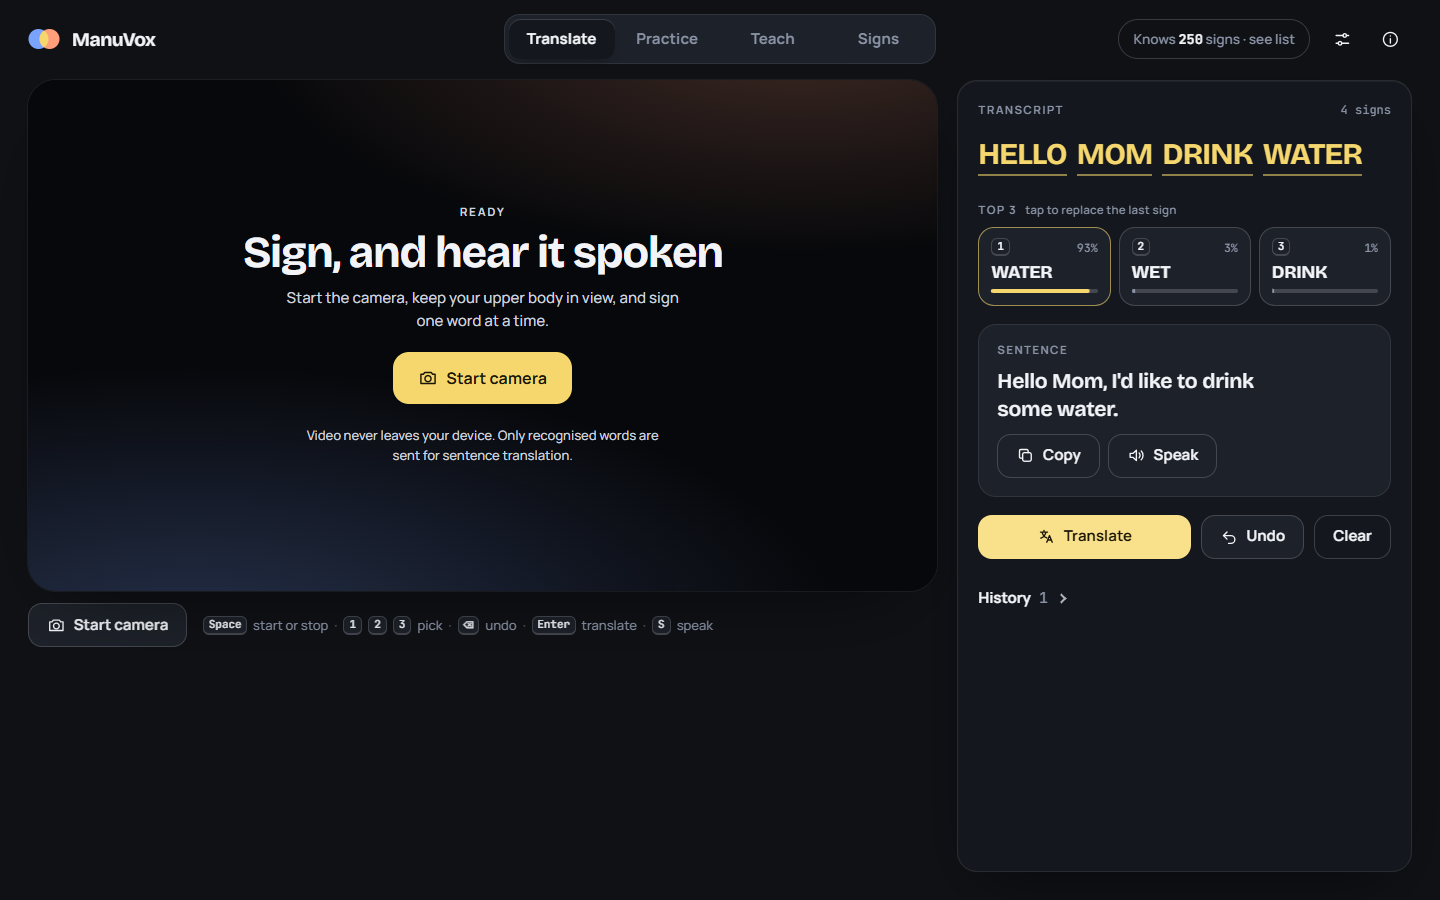 ManuVox
Translate Practice Teach Signs
Knows 250 signs · see list
READY
Sign, and hear it spoken
Start the camera, keep your upper body in view, and sign
one word at a time.
Start camera
Video never leaves your device. Only recognised words are
sent for sentence translation.
Start camera
Space start or stop · 1 2 3 pick · ⌫ undo · Enter translate · S speak
TRANSCRIPT 4 signs
HELLO MOM DRINK WATER
TOP 3 tap to replace the last sign
1 93% 2 3% 3 1%
WATER WET DRINK
SENTENCE
Hello Mom, I'd like to drink
some water.
Copy Speak
Translate Undo Clear
History 1